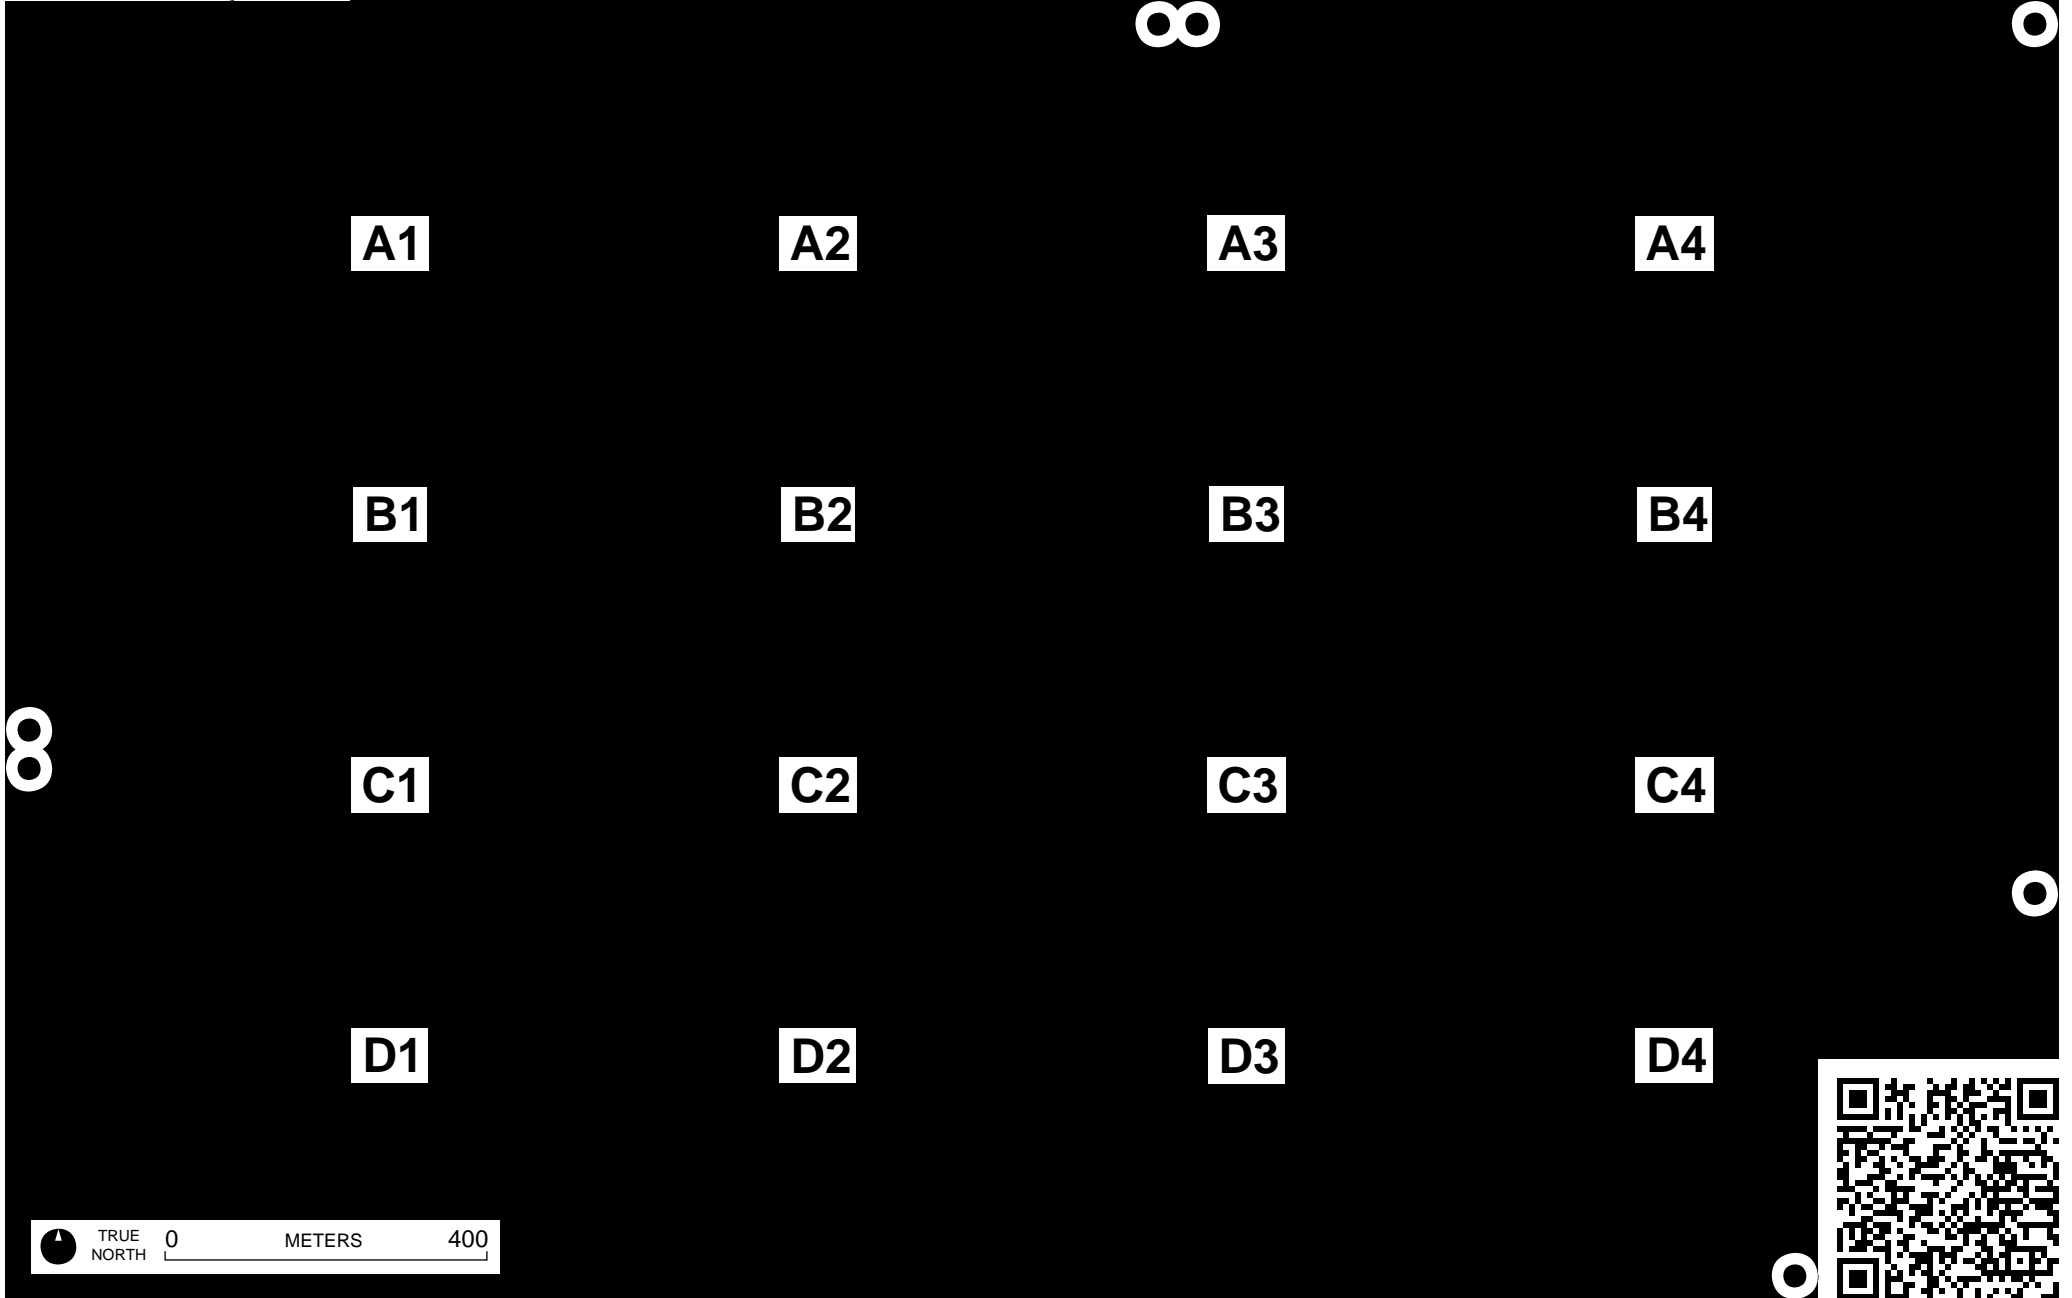 A1 A2 A3 A4
B1 B2 B3 B4
C1 C2 C3 C4
D1 D2 D3 D4
TRUE
NORTH
0 METERS 400